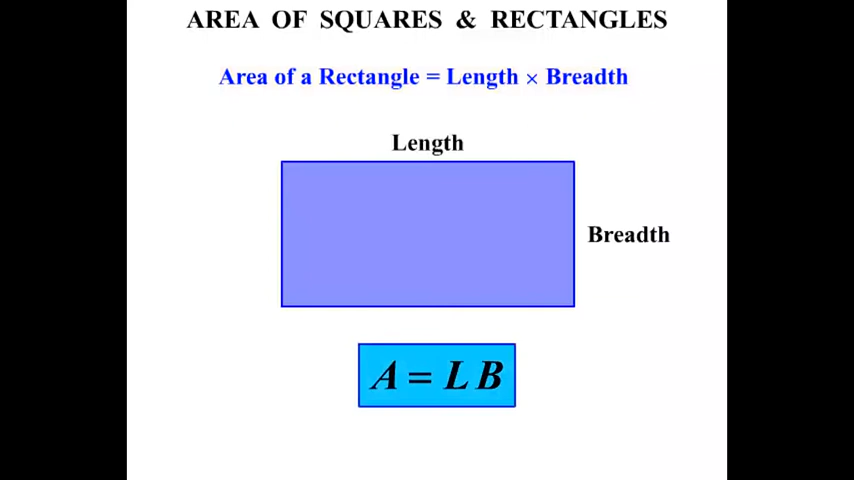 AREA OF SQUARES & RECTANGLES
Area of a Rectangle = Length × Breadth
Length
Breadth
A = L B